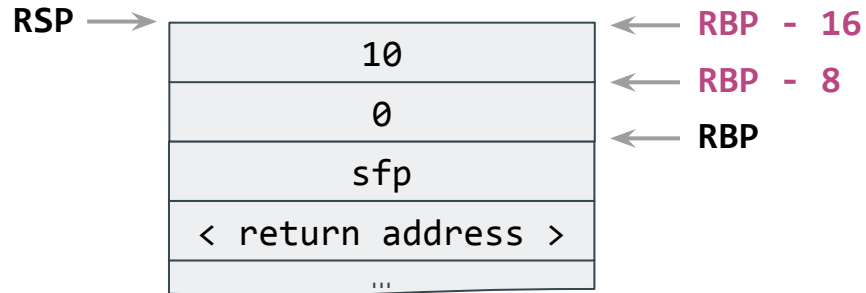 RSP
RBP - 16
10
RBP - 8
0
RBP
sfp
< return address >
...